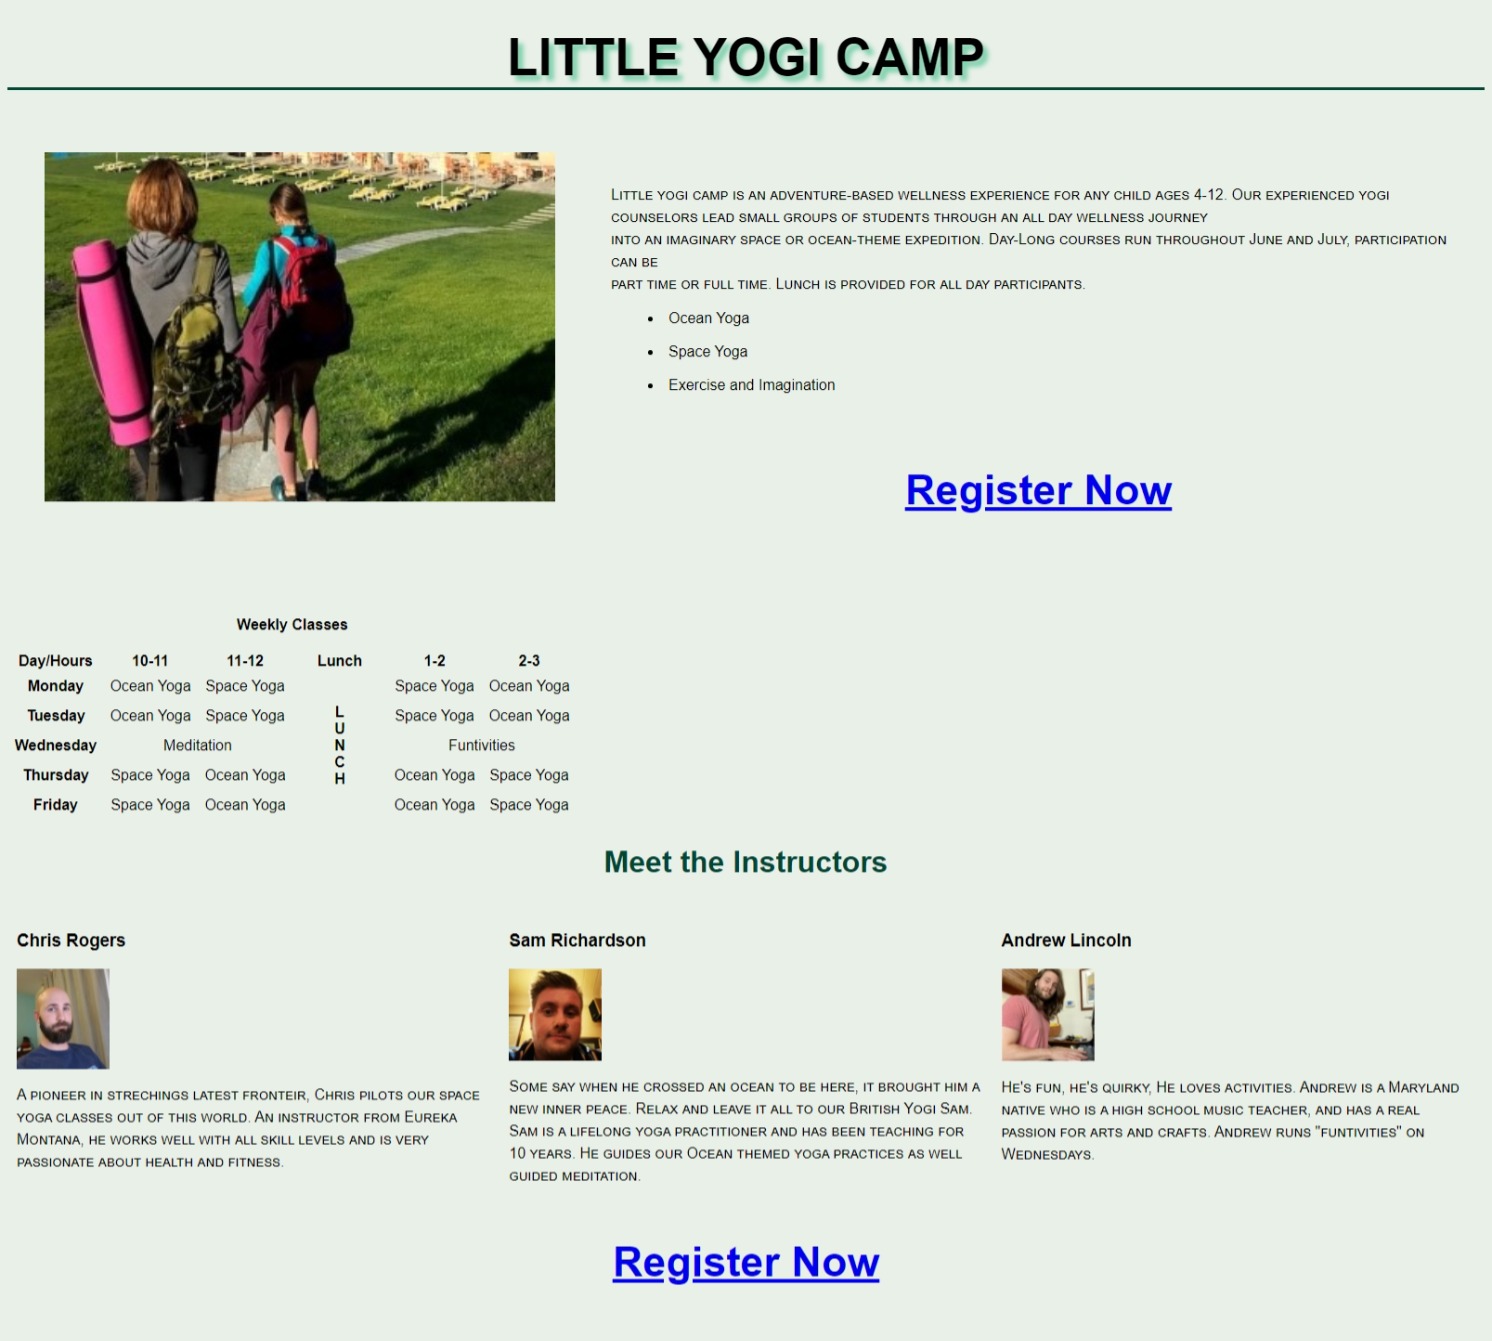 LITTLE YOGI CAMP
Little yogi camp is an adventure-based wellness experience for any child ages 4-12. Our experienced yogi
counselors lead small groups of students through an all day wellness journey
into an imaginary space or ocean-theme expedition. Day-Long courses run throughout June and July, participation
can be
part time or full time. Lunch is provided for all day participants.
• Ocean Yoga
• Space Yoga
• Exercise and Imagination
Register Now
Weekly Classes
Day/Hours 10-11 11-12 Lunch 1-2 2-3
Monday Ocean Yoga Space Yoga Space Yoga Ocean Yoga
Tuesday Ocean Yoga Space Yoga Space Yoga Ocean Yoga
Wednesday Meditation Funtivities
Thursday Space Yoga Ocean Yoga Ocean Yoga Space Yoga
Friday Space Yoga Ocean Yoga Ocean Yoga Space Yoga
L
U
N
C
H
Meet the Instructors
Chris Rogers
A pioneer in strechings latest fronteir, Chris pilots our space
yoga classes out of this world. An instructor from Eureka
Montana, he works well with all skill levels and is very
passionate about health and fitness.
Sam Richardson
Some say when he crossed an ocean to be here, it brought him a
new inner peace. Relax and leave it all to our British Yogi Sam.
Sam is a lifelong yoga practitioner and has been teaching for
10 years. He guides our Ocean themed yoga practices as well
guided meditation.
Andrew Lincoln
He's fun, he's quirky, He loves activities. Andrew is a Maryland
native who is a high school music teacher, and has a real
passion for arts and crafts. Andrew runs "funtivities" on
Wednesdays.
Register Now